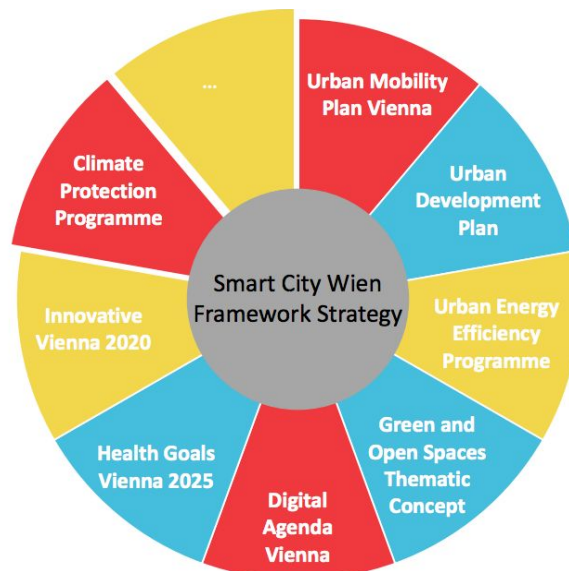 ...
Urban Mobility
Plan Vienna
Urban
Development
Plan
Urban Energy
Efficiency
Programme
Green and
Open Spaces
Thematic
Concept
Digital
Agenda
Vienna
Health Goals
Vienna 2025
Innovative
Vienna 2020
Climate
Protection
Programme
Smart City Wien
Framework Strategy